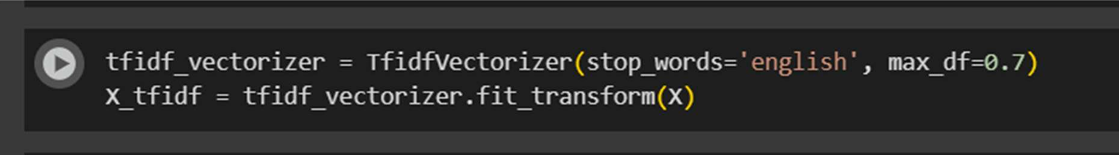 tfidf_vectorizer = TfidfVectorizer(stop_words='english', max_df=0.7)
X_tfidf = tfidf_vectorizer.fit_transform(X)